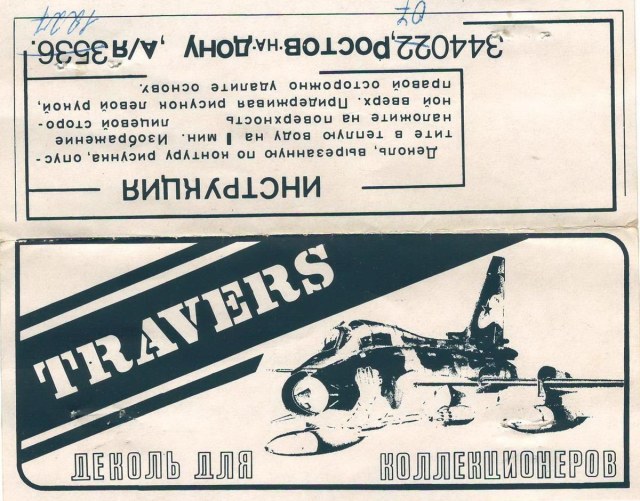 ИНСТРУКЦИЯ
Деколь, вырезанную по контуру рисунка, опус-
тите в теплую воду на 1 мин. Изображение
наложите на поверхность лицевой сторо-
ной вверх. Придерживая рисунок левой рукой,
правой осторожно удалите основу.
344022, РОСТОВ-НА-ДОНУ, А/Я 3536.
07
TRAVERS
ДЕКОЛЬ ДЛЯ КОЛЛЕКЦИОНЕРОВ